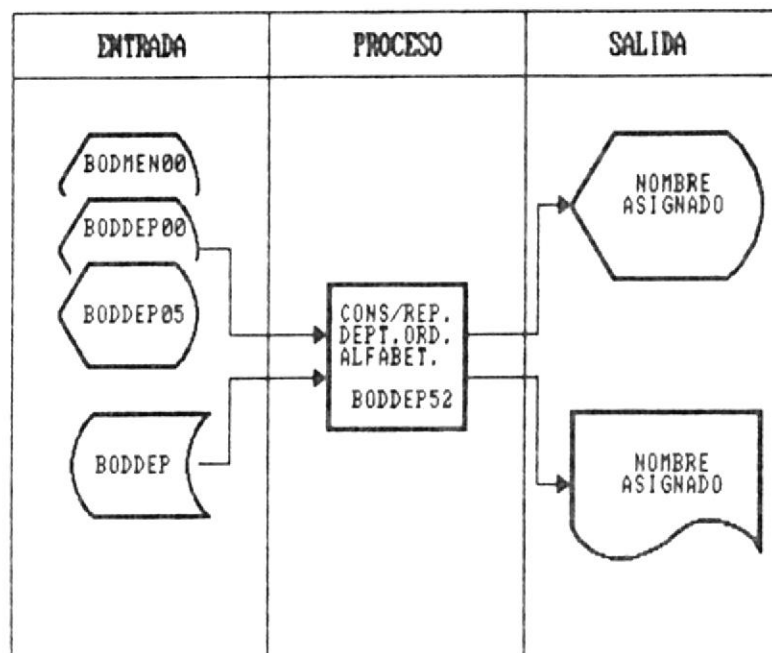 ENTRADA
PROCESO
SALIDA
BODMEN00
BODDEP00
BODDEP05
BODDEP
CONS/REP.
DEPT.ORD.
ALFABET.
BODDEP52
NOMBRE
ASIGNADO
NOMBRE
ASIGNADO